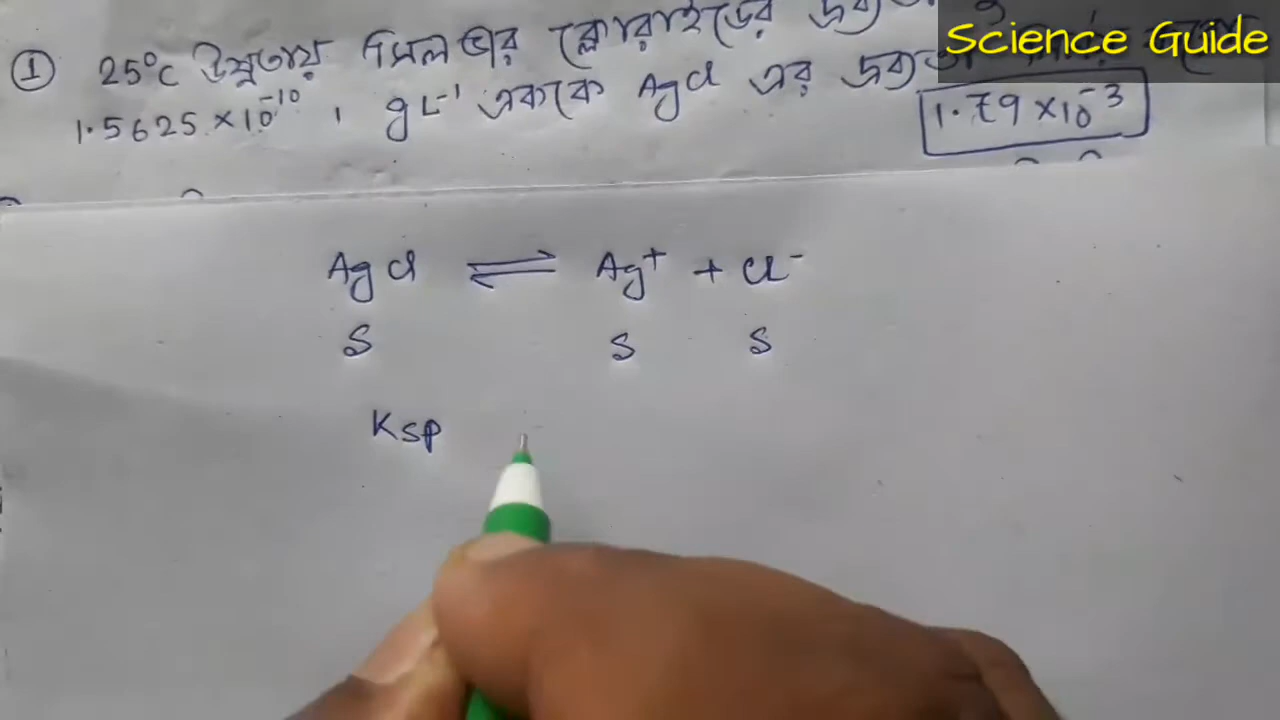 Science Guide
① 25°C উষ্ণতায় সিলভার ক্লোরাইডের
1.5625 × 10⁻¹⁰ , gL⁻¹ এককে AgCl এর
1.79 × 10⁻³
AgCl ⇌ Ag⁺ + Cl⁻
S S S
Ksp